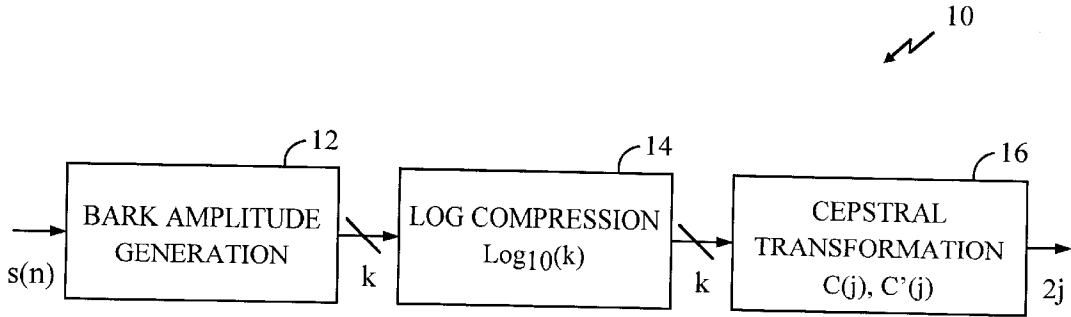 10
12
14
16
BARK AMPLITUDE
GENERATION
LOG COMPRESSION
Log10(k)
CEPSTRAL
TRANSFORMATION
C(j), C'(j)
s(n)
k
k
2j